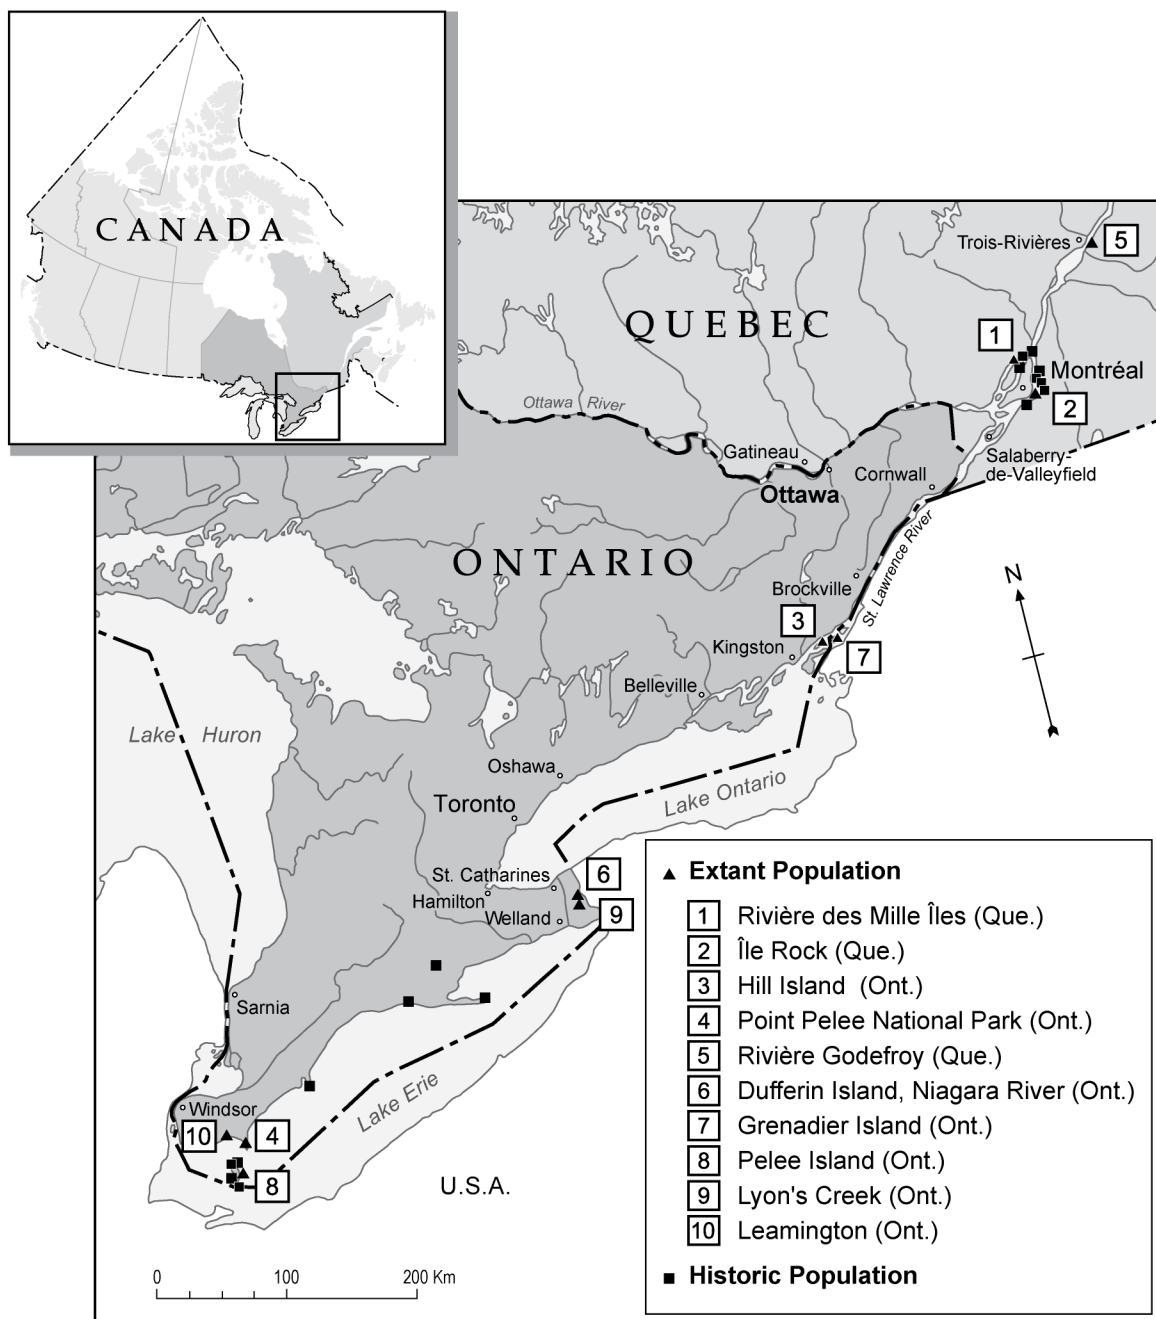 CANADA
Trois-Rivières
5
QUEBEC
1
Montréal
Ottawa River
2
Gatineau
Salaberry-
de-Valleyfield
Cornwall
Ottawa
ONTARIO
St. Lawrence River
N
Brockville
3
Kingston
7
Belleville
Lake Huron
Oshawa
Lake Ontario
Toronto
St. Catharines
6
Hamilton
Welland
9
Sarnia
Lake Erie
Windsor
10
4
8
U.S.A.
0 100 200 Km
Extant Population
1 Rivière des Mille Îles (Que.)
2 Île Rock (Que.)
3 Hill Island (Ont.)
4 Point Pelee National Park (Ont.)
5 Rivière Godefroy (Que.)
6 Dufferin Island, Niagara River (Ont.)
7 Grenadier Island (Ont.)
8 Pelee Island (Ont.)
9 Lyon's Creek (Ont.)
10 Leamington (Ont.)
Historic Population